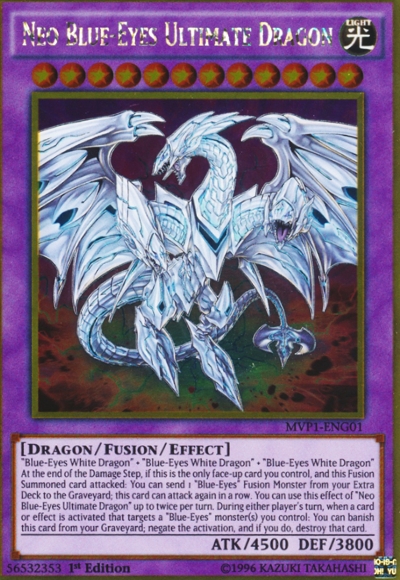 NEO BLUE-EYES ULTIMATE DRAGON
LIGHT
光
MVP1-ENG01
[DRAGON/FUSION/EFFECT]
"Blue-Eyes White Dragon" + "Blue-Eyes White Dragon" + "Blue-Eyes White Dragon"
At the end of the Damage Step, if this is the only face-up card you control, and this Fusion
Summoned card attacked: You can send 1 "Blue-Eyes" Fusion Monster from your Extra
Deck to the Graveyard; this card can attack again in a row. You can use this effect of "Neo
Blue-Eyes Ultimate Dragon" up to twice per turn. During either player's turn, when a card
or effect is activated that targets a "Blue-Eyes" monster(s) you control: You can banish
this card from your Graveyard; negate the activation, and if you do, destroy that card.
ATK/4500 DEF/3800
56532353 1st Edition ©1996 KAZUKI TAKAHASHI